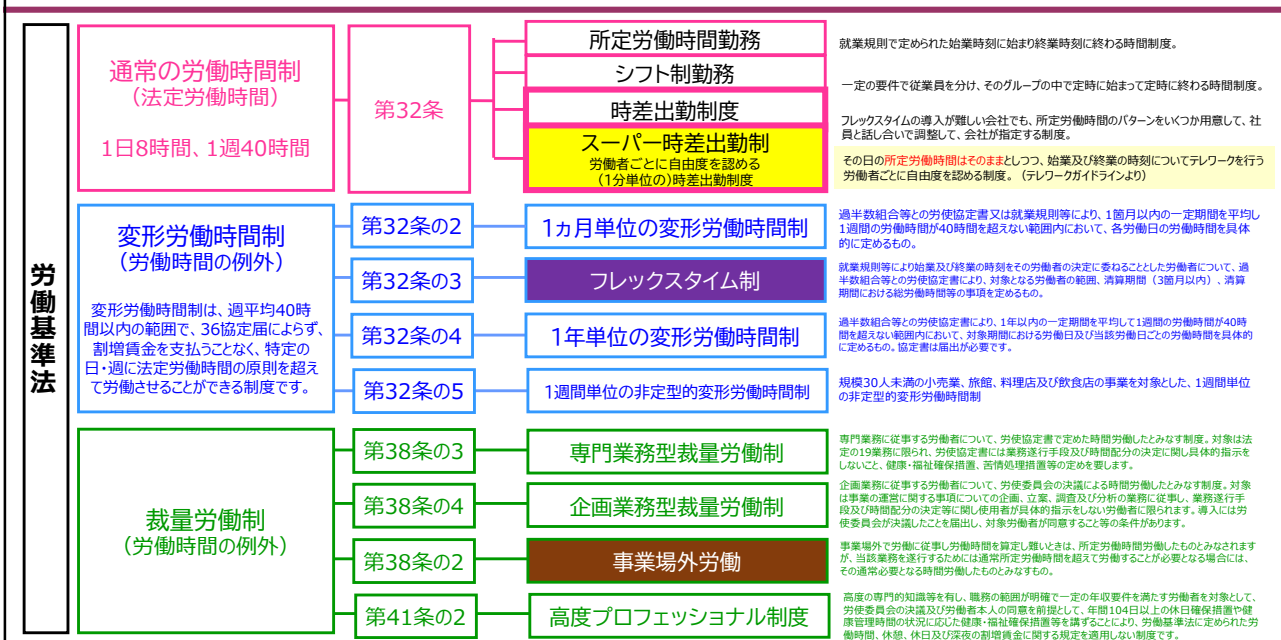 労働基準法
通常の労働時間制
（法定労働時間）
1日8時間、1週40時間
第32条
所定労働時間勤務
就業規則で定められた始業時刻に始まり終業時刻に終わる時間制度。
シフト制勤務
一定の要件で従業員を分け、そのグループの中で定時に始まって定時に終わる時間制度。
時差出勤制度
フレックスタイムの導入が難しい会社でも、所定労働時間のパターンをいくつか用意して、社
員と話し合いで調整して、会社が指定する制度。
スーパー時差出勤制
労働者ごとに自由度を認める
（1分単位の）時差出勤制度
その日の所定労働時間はそのままとしつつ、始業及び終業の時刻についてテレワークを行う
労働者ごとに自由度を認める制度。（テレワークガイドラインより）
変形労働時間制
（労働時間の例外）
変形労働時間制は、週平均40時
間以内の範囲で、36協定届によらず、
割増賃金を支払うことなく、特定の
日・週に法定労働時間の原則を超え
て労働させることができる制度です。
第32条の2
1ヵ月単位の変形労働時間制
過半数組合等との労使協定書又は就業規則等により、1箇月以内の一定期間を平均し
1週間の労働時間が40時間を超えない範囲内において、各労働日の労働時間を具体
的に定めるもの。
第32条の3
フレックスタイム制
就業規則等により始業及び終業の時刻をその労働者の決定に委ねることとした労働者について、過
半数組合等との労使協定書により、対象となる労働者の範囲、清算期間（3箇月以内）、清算
期間における総労働時間等の事項を定めるもの。
第32条の4
1年単位の変形労働時間制
過半数組合等との労使協定書により、1年以内の一定期間を平均して1週間の労働時間が40時
間を超えない範囲内において、対象期間における労働日及び当該労働日ごとの労働時間を具体的
に定めるもの。協定書は届出が必要です。
第32条の5
1週間単位の非定型的変形労働時間制
規模30人未満の小売業、旅館、料理店及び飲食店の事業を対象とした、1週間単位
の非定型的変形労働時間制
裁量労働制
（労働時間の例外）
第38条の3
専門業務型裁量労働制
専門業務に従事する労働者について、労使協定書で定めた時間労働したとみなす制度。対象は法
定の19業務に限られ、労使協定書には業務遂行手段及び時間配分の決定に関し具体的指示を
しないこと、健康・福祉確保措置、苦情処理措置等の定めを要します。
第38条の4
企画業務型裁量労働制
企画業務に従事する労働者について、労使委員会の決議による時間労働したとみなす制度。対象
は事業の運営に関する事項についての企画、立案、調査及び分析の業務に従事し、業務遂行手
段及び時間配分の決定等に関し使用者が具体的指示をしない労働者に限られます。導入には労
使委員会が決議したことを届出し、対象労働者が同意すること等の条件があります。
第38条の2
事業場外労働
事業場外で労働に従事し労働時間を算定し難いときは、所定労働時間労働したものとみなされます
が、当該業務を遂行するためには通常所定労働時間を超えて労働することが必要となる場合には、
その通常必要となる時間労働したものとみなすもの。
第41条の2
高度プロフェッショナル制度
高度の専門的知識等を有し、職務の範囲が明確で一定の年収要件を満たす労働者を対象として、
労使委員会の決議及び労働者本人の同意を前提として、年間104日以上の休日確保措置や健
康管理時間の状況に応じた健康・福祉確保措置等を講ずることにより、労働基準法に定められた労
働時間、休憩、休日及び深夜の割増賃金に関する規定を適用しない制度です。